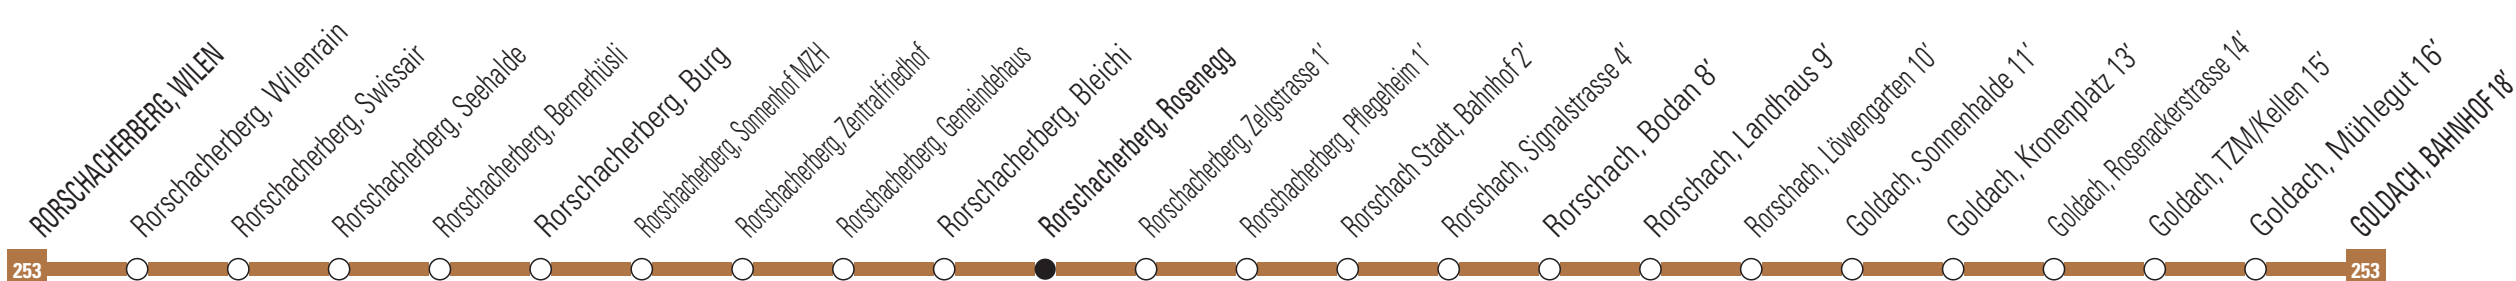 RORSCHACHERBERG, WILEN
Rorschacherberg, Wilenrain
Rorschacherberg, Swissair
Rorschacherberg, Seehalde
Rorschacherberg, Bernerhüsli
Rorschacherberg, Burg
Rorschacherberg, Sonnenhof MZH
Rorschacherberg, Zentralfriedhof
Rorschacherberg, Gemeindehaus
Rorschacherberg, Bleichi
Rorschacherberg, Rosenegg
Rorschacherberg, Zelgstrasse 1'
Rorschacherberg, Pflegeheim 1'
Rorschach Stadt, Bahnhof 2'
Rorschach, Signalstrasse 4'
Rorschach, Bodan 8'
Rorschach, Landhaus 9'
Rorschach, Löwengarten 10'
Goldach, Sonnenhalde 11'
Goldach, Kronenplatz 13'
Goldach, Rosenackerstrasse 14'
Goldach, TZM/Kellen 15'
Goldach, Mühlegut 16'
GOLDACH, BAHNHOF 18'
253
253